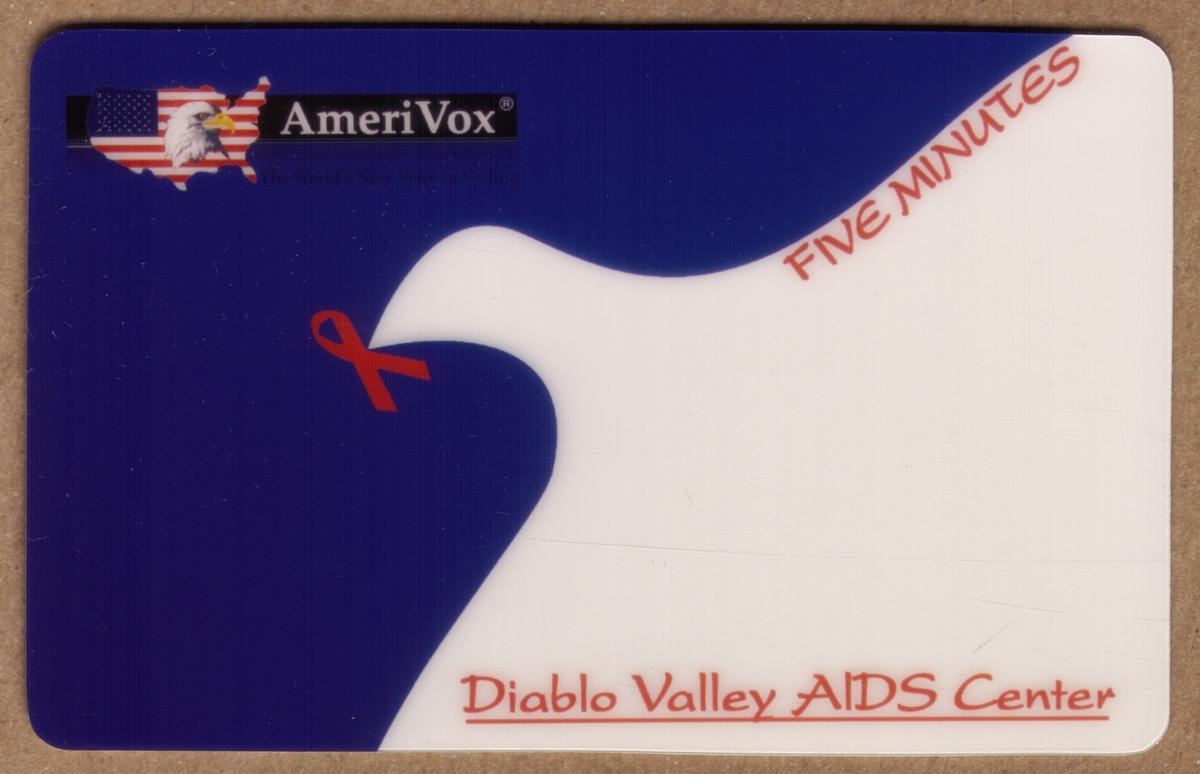 AmeriVox®
The World's New Voice in Calling
FIVE MINUTES
Diablo Valley AIDS Center